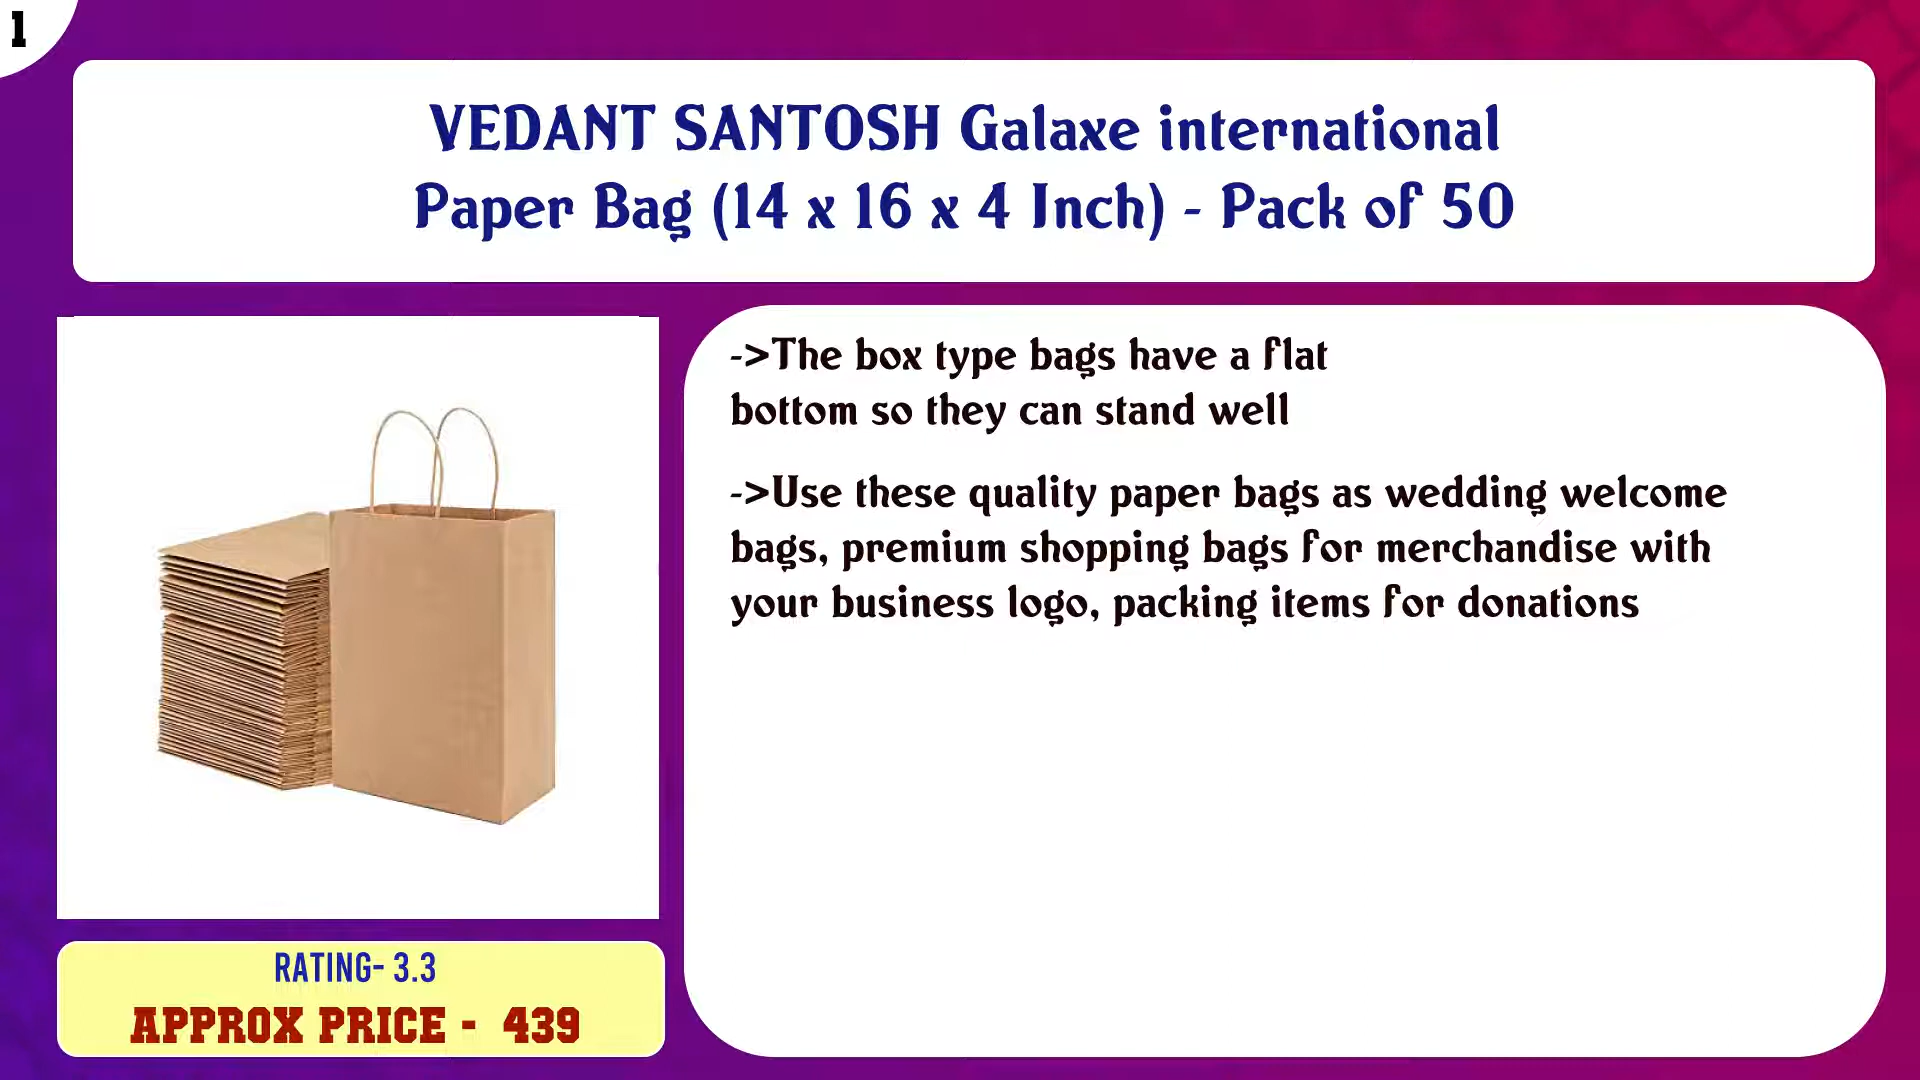 1
VEDANT SANTOSH Galaxe international
Paper Bag (14 x 16 x 4 Inch) - Pack of 50
->The box type bags have a flat
bottom so they can stand well
->Use these quality paper bags as wedding welcome
bags, premium shopping bags for merchandise with
your business logo, packing items for donations
RATING- 3.3
APPROX PRICE - 439